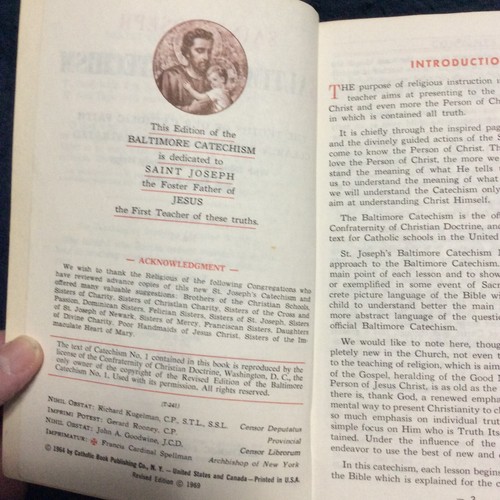 This Edition of the
BALTIMORE CATECHISM
is dedicated to
SAINT JOSEPH
the Foster Father of
JESUS
the First Teacher of these truths.
— ACKNOWLEDGMENT —
We wish to thank the Religious of the following Congregations who
have reviewed advance copies of this new St. Joseph's Catechism and
offered many valuable suggestions: Brothers of the Christian Schools,
Sisters of Charity, Sisters of Christian Charity, Sisters of the Cross and
Passion, Dominican Sisters, Felician Sisters, Sisters of St. Joseph, Sisters
of St. Joseph of Newark, Sisters of Mercy, Franciscan Sisters, Daughters
of Divine Charity, Poor Handmaids of Jesus Christ, Sisters of the Im-
maculate Heart of Mary.
The text of Catechism No. 1 contained in this book is reproduced by the
license of the Confraternity of Christian Doctrine, Washington, D. C., the
only owner of the copyright of the Revised Edition of the Baltimore
Catechism No. 1. Used with its permission. All rights reserved.
(T-241)
NIHIL OBSTAT: Richard Kugelman, C.P., S.T.L., S.S.L. Censor Deputatus
IMPRIMI POTEST: Gerard Rooney, C.P. Provincial
NIHIL OBSTAT: John A. Goodwine, J.C.D. Censor Librorum
IMPRIMATUR: ✠ Francis Cardinal Spellman Archbishop of New York
© 1964 by Catholic Book Publishing Co., N. Y. — United States and Canada — Printed in U.S.A.
Revised Edition © 1969
INTRODUCTIO
THE purpose of religious instruction
teacher aims at presenting to the
Christ and even more the Person of C
in which is contained all truth.
It is chiefly through the inspired pag
and the divinely guided actions of the S
come to know the Person of Christ. Th
love the Person of Christ, the more we
stand the meaning of what He tells
us to understand the meaning of what
we will understand the Catechism only
aim at understanding Christ Himself.
The Baltimore Catechism is the of
Confraternity of Christian Doctrine, and
text for Catholic schools in the United
St. Joseph's Baltimore Catechism
approach to the Baltimore Catechism.
main point of each lesson and to show
or exemplified in some event of Sacr
crete picture language of the Bible
child to understand better the main
more abstract language of the questi
official Baltimore Catechism.
We would like to note here, thoug
pletely new in the Church, not even
to the teaching of religion, which is aim
of the Gospel, heralding of the Good
Person of Jesus Christ, is as old as the
there is, thank God, a renewed empha
mental way to present Christianity to c
so much emphasis on individual truth
simple focus on Him who is Truth Its
tained. Under the influence of the
endeavor to use the best of new and
In this catechism, each lesson begin
the Bible which is explained for the c
— 3